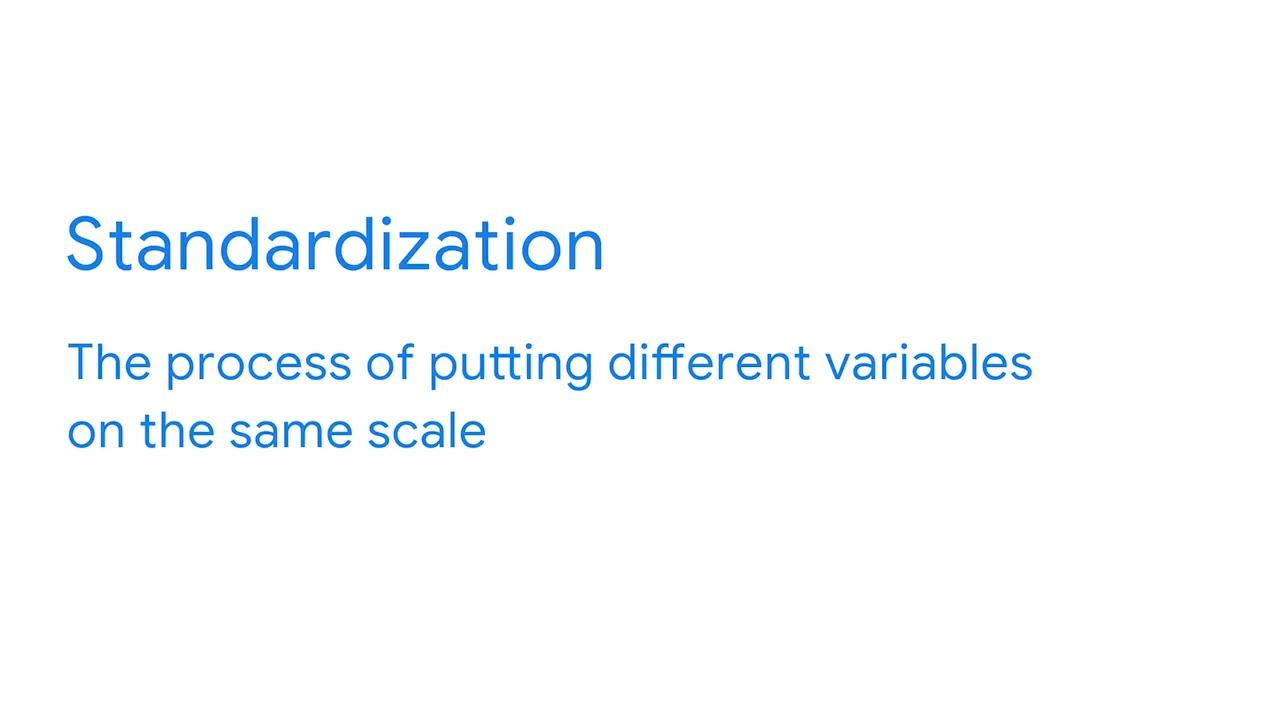 Standardization
The process of putting different variables
on the same scale